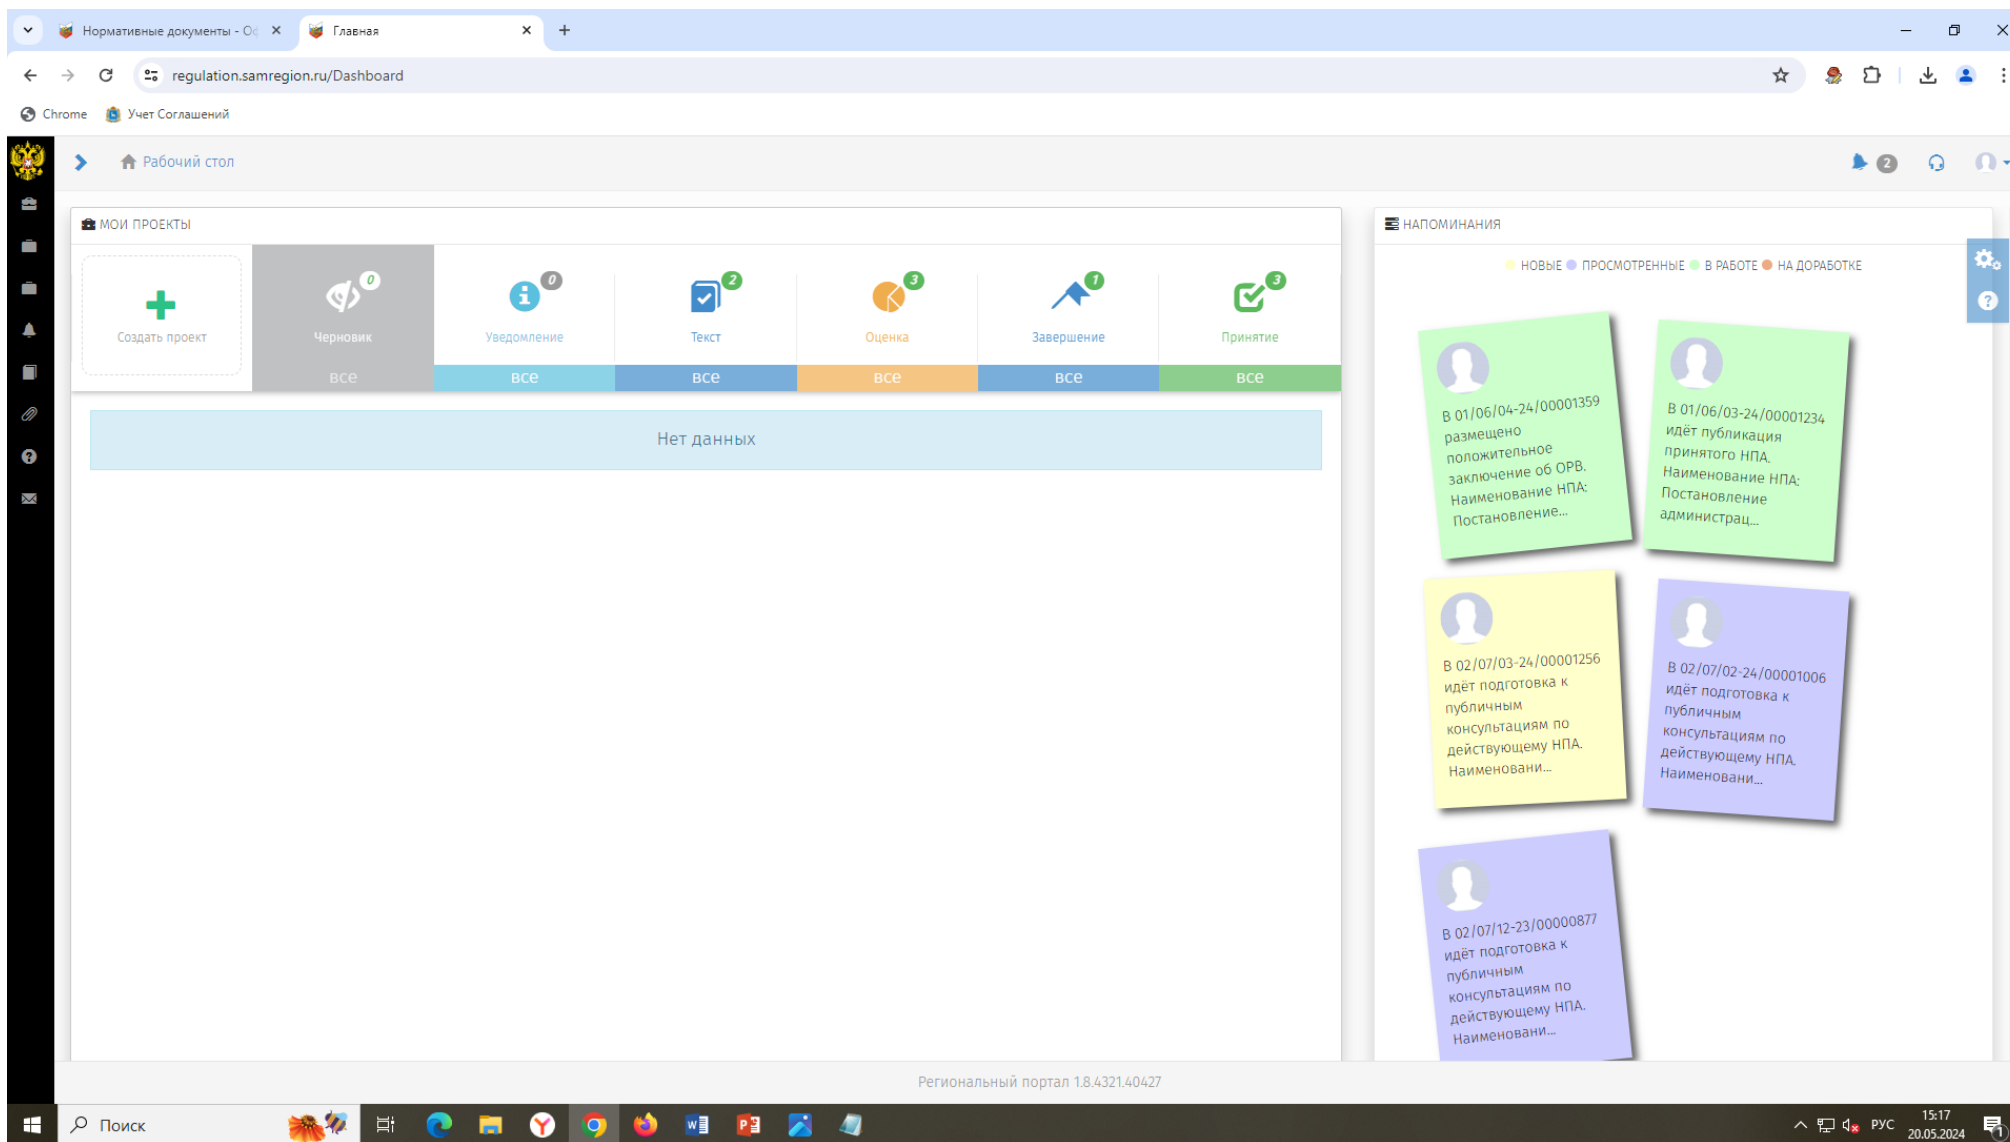 Нормативные документы - Оф
Главная
regulation.samregion.ru/Dashboard
Chrome
Учет Соглашений
Рабочий стол
2
МОИ ПРОЕКТЫ
Создать проект
0
Черновик
все
0
Уведомление
все
2
Текст
все
3
Оценка
все
1
Завершение
все
3
Принятие
все
Нет данных
НАПОМИНАНИЯ
НОВЫЕ ПРОСМОТРЕННЫЕ В РАБОТЕ НА ДОРАБОТКЕ
В 01/06/04-24/00001359
размещено
положительное
заключение об ОРВ.
Наименование НПА:
Постановление...
В 01/06/03-24/00001234
идёт публикация
принятого НПА.
Наименование НПА:
Постановление
администрац...
В 02/07/03-24/00001256
идёт подготовка к
публичным
консультациям по
действующему НПА.
Наименовани...
В 02/07/02-24/00001006
идёт подготовка к
публичным
консультациям по
действующему НПА.
Наименовани...
В 02/07/12-23/00000877
идёт подготовка к
публичным
консультациям по
действующему НПА.
Наименовани...
Региональный портал 1.8.4321.40427
Поиск
РУС
15:17
20.05.2024
1